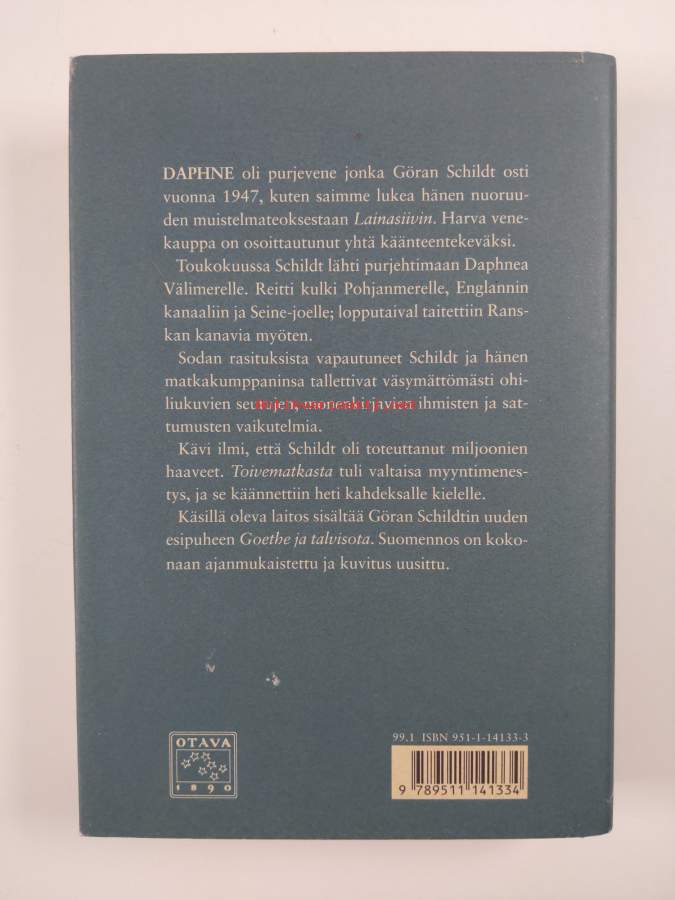 DAPHNE oli purjevene jonka Göran Schildt osti
vuonna 1947, kuten saimme lukea hänen nuoruu-
den muistelmateoksestaan Lainasiivin. Harva vene-
kauppa on osoittautunut yhtä käänteentekeväksi.
Toukokuussa Schildt lähti purjehtimaan Daphnea
Välimerelle. Reitti kulki Pohjanmerelle, Englannin
kanaaliin ja Seine-joelle; lopputaival taitettiin Rans-
kan kanavia myöten.
Sodan rasituksista vapautuneet Schildt ja hänen
matkakumppaninsa tallettivat väsymättömästi ohi-
liukuvien seutujen, ihmisten ja sat-
tumusten vaikutelmia.
Kävi ilmi, että Schildt oli toteuttanut miljoonien
haaveet. Toivematkasta tuli valtaisa myyntimenes-
tys, ja se käännettiin heti kahdeksalle kielelle.
Käsillä oleva laitos sisältää Göran Schildtin uuden
esipuheen Goethe ja talvisota. Suomennos on koko-
naan ajanmukaistettu ja kuvitus uusittu.
OTAVA
1890
99.1 ISBN 951-1-14133-3
9 789511 141334